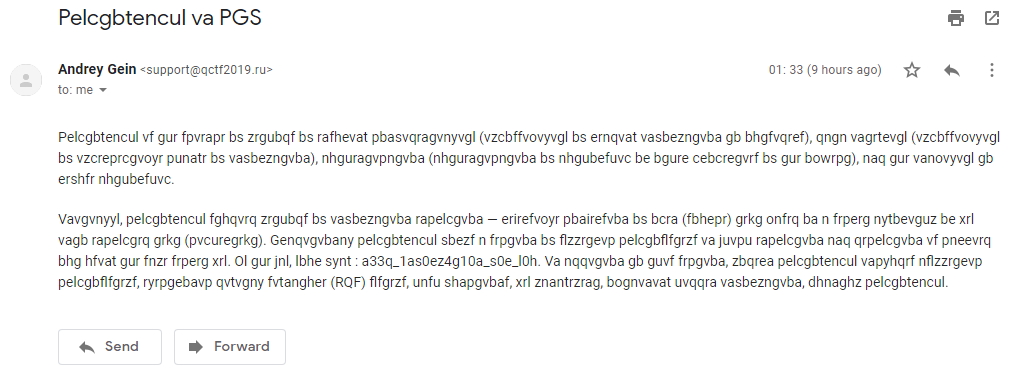 Pelcgbtencul va PGS
Andrey Gein <support@qctf2019.ru>
01: 33 (9 hours ago)
to: me
Pelcgbtencul vf gur fpvrapr bs zrgubqf bs rafhevat pbasvqragvnyvgl (vzcbffvovyvgl bs ernqvat vasbezngvba gb bhgfvqref), qngn vagrtevgl (vzcbffvovyvgl
bs vzcreprcgvoyr punatr bs vasbezngvba), nhguragvpngvba (nhguragvpngvba bs nhgubefuvc be bgure cebcregvrf bs gur bowrpg), naq gur vanovyvgl gb
ershfr nhgubefuvc.
Vavgvnyyl, pelcgbtencul fghqvrq zrgubqf bs vasbezngvba rapelcgvba — erirefvoyr pbairefvba bs bcra (fbhepr) grkg onfrq ba n frperg nytbevguz be xrl
vagb rapelcgrq grkg (pvcuregrkg). Genqvgvbany pelcgbtencul sbezf n frpgvba bs flzzrgevp pelcgbflfgrzf va juvpu rapelcgvba naq qrpelcgvba vf pneevrq
bhg hfvat gur fnzr frperg xrl. Ol gur jnl, lbhe synt : a33q_1as0ez4g10a_s0e_l0h. Va nqqvgvba gb guvf frpgvba, zbqrea pelcgbtencul vapyhqrf nflzzrgevp
pelcgbflfgrzf, ryrpgebavp qvtvgny fvtangher (RQF) flfgrzf, unfu shapgvbaf, xrl znantrzrag, bognvavat uvqqra vasbezngvba, dhnaghz pelcgbtencul.
Send
Forward